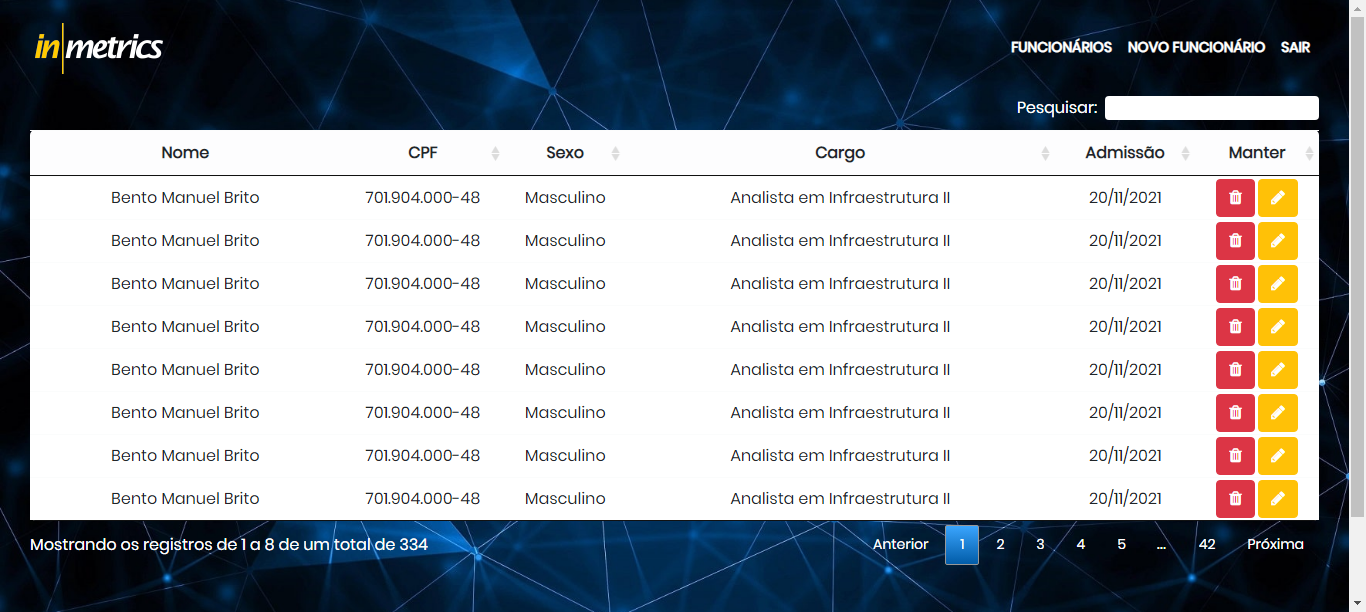 in metrics
FUNCIONÁRIOS NOVO FUNCIONÁRIO SAIR
Pesquisar:
Nome CPF Sexo Cargo Admissão Manter
Bento Manuel Brito 701.904.000-48 Masculino Analista em Infraestrutura II 20/11/2021
Bento Manuel Brito 701.904.000-48 Masculino Analista em Infraestrutura II 20/11/2021
Bento Manuel Brito 701.904.000-48 Masculino Analista em Infraestrutura II 20/11/2021
Bento Manuel Brito 701.904.000-48 Masculino Analista em Infraestrutura II 20/11/2021
Bento Manuel Brito 701.904.000-48 Masculino Analista em Infraestrutura II 20/11/2021
Bento Manuel Brito 701.904.000-48 Masculino Analista em Infraestrutura II 20/11/2021
Bento Manuel Brito 701.904.000-48 Masculino Analista em Infraestrutura II 20/11/2021
Bento Manuel Brito 701.904.000-48 Masculino Analista em Infraestrutura II 20/11/2021
Mostrando os registros de 1 a 8 de um total de 334 Anterior 1 2 3 4 5 ... 42 Próxima